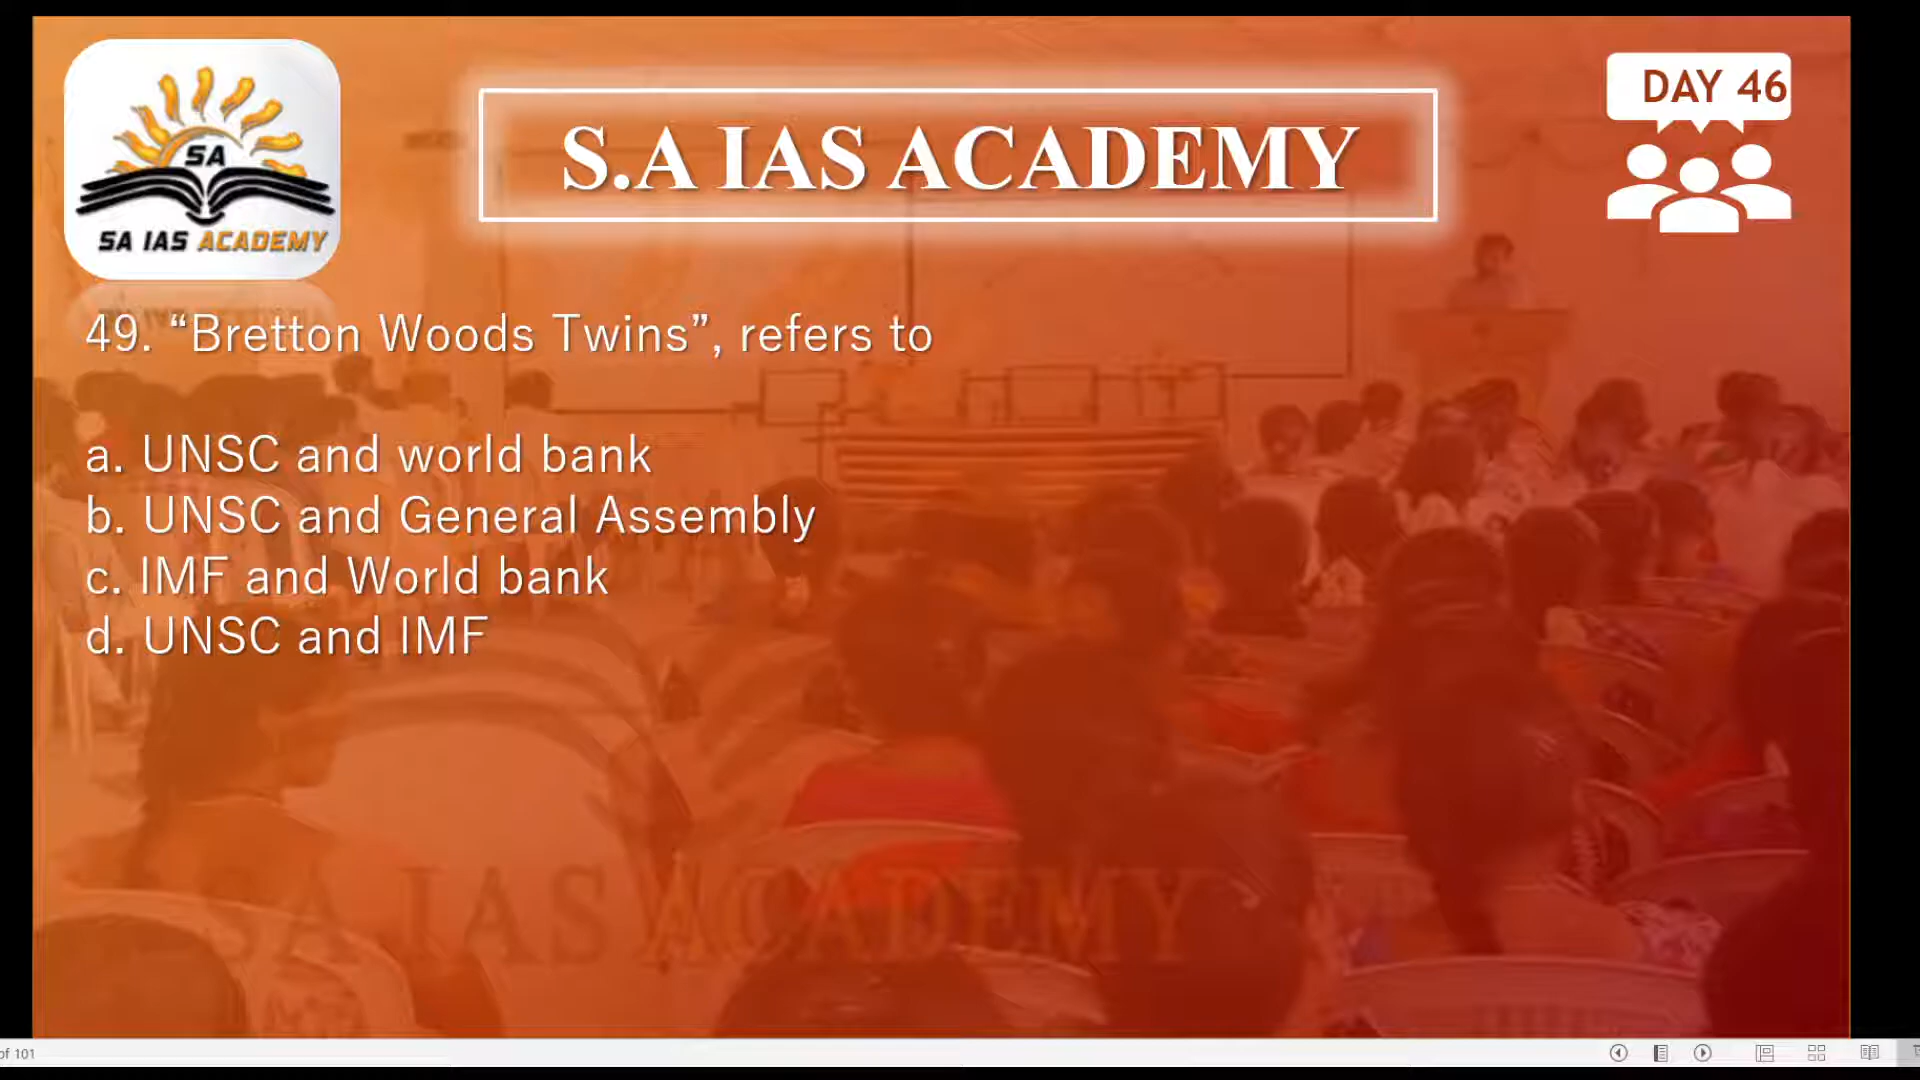 SA
SA IAS ACADEMY
S.A IAS ACADEMY
DAY 46
49. “Bretton Woods Twins”, refers to
a. UNSC and world bank
b. UNSC and General Assembly
c. IMF and World bank
d. UNSC and IMF
SA IAS ACADEMY
of 101